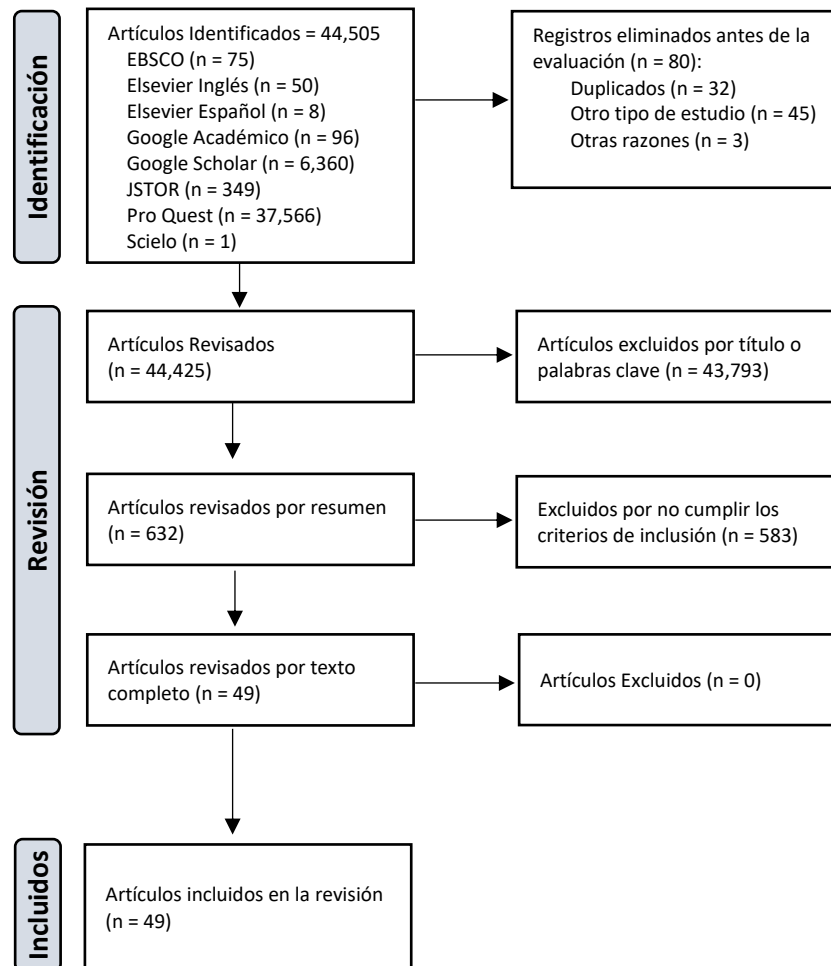 Identificación
Artículos Identificados = 44,505
EBSCO (n = 75)
Elsevier Inglés (n = 50)
Elsevier Español (n = 8)
Google Académico (n = 96)
Google Scholar (n = 6,360)
JSTOR (n = 349)
Pro Quest (n = 37,566)
Scielo (n = 1)
Registros eliminados antes de la
evaluación (n = 80):
Duplicados (n = 32)
Otro tipo de estudio (n = 45)
Otras razones (n = 3)
Revisión
Artículos Revisados
(n = 44,425)
Artículos excluidos por título o
palabras clave (n = 43,793)
Artículos revisados por resumen
(n = 632)
Excluidos por no cumplir los
criterios de inclusión (n = 583)
Artículos revisados por texto
completo (n = 49)
Artículos Excluidos (n = 0)
Incluidos
Artículos incluidos en la revisión
(n = 49)